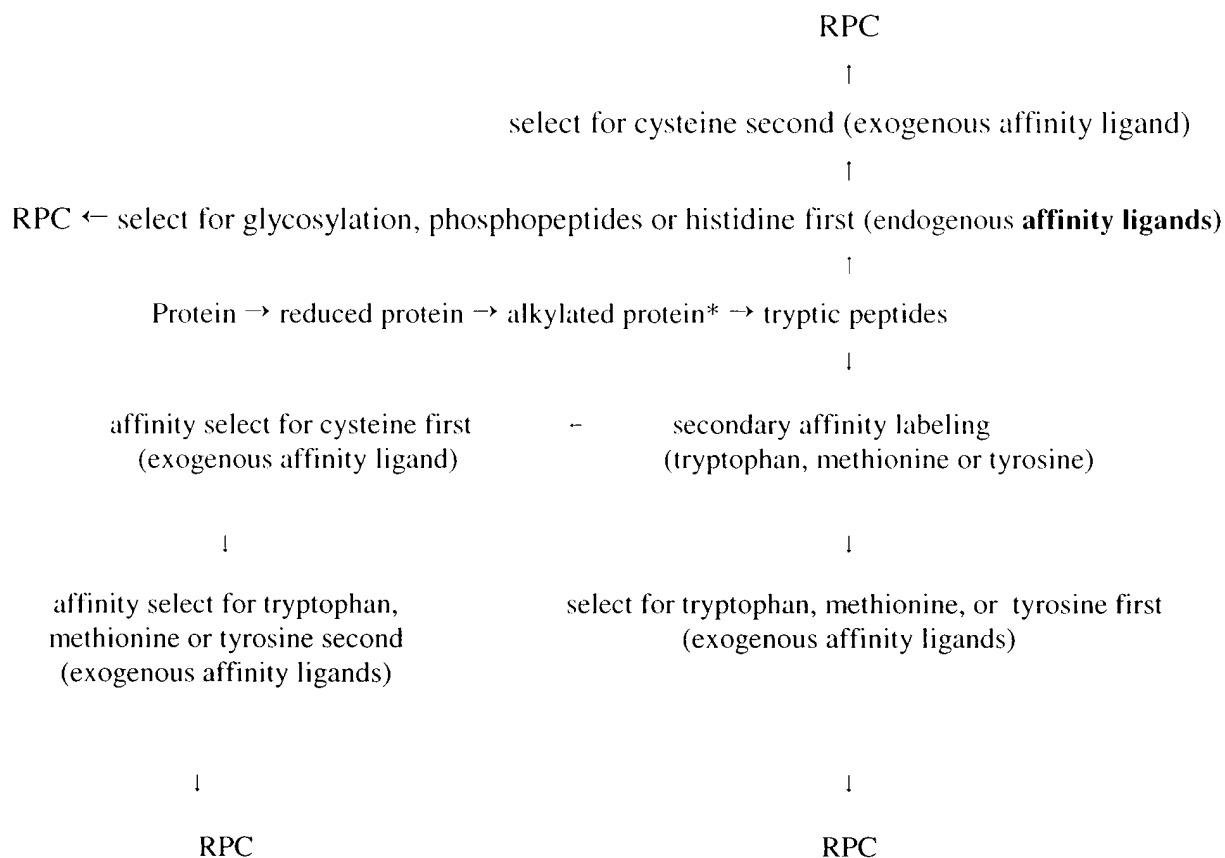 RPC
↑
select for cysteine second (exogenous affinity ligand)
↑
RPC ← select for glycosylation, phosphopeptides or histidine first (endogenous affinity ligands)
↑
Protein → reduced protein → alkylated protein* → tryptic peptides
↓
affinity select for cysteine first - secondary affinity labeling
(exogenous affinity ligand) (tryptophan, methionine or tyrosine)
↓ ↓
affinity select for tryptophan, select for tryptophan, methionine, or tyrosine first
methionine or tyrosine second (exogenous affinity ligands)
(exogenous affinity ligands)
↓ ↓
RPC RPC